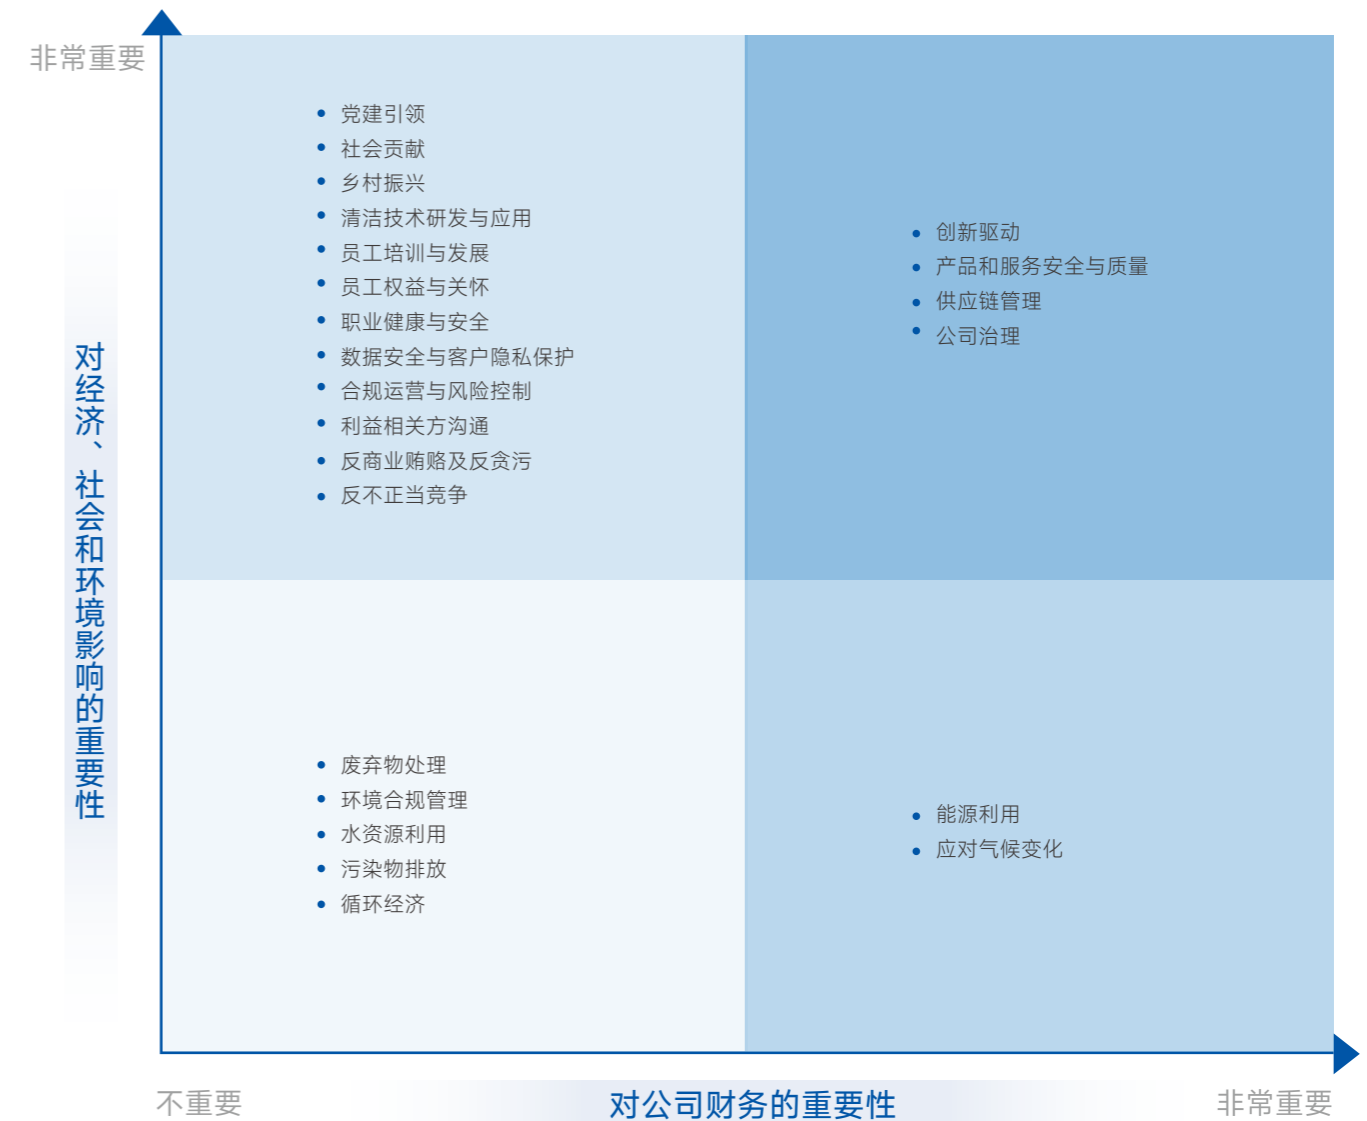 非常重要
对经济、社会和环境影响的重要性
党建引领
社会贡献
乡村振兴
清洁技术研发与应用
员工培训与发展
员工权益与关怀
职业健康与安全
数据安全与客户隐私保护
合规运营与风险控制
利益相关方沟通
反商业贿赂及反贪污
反不正当竞争
创新驱动
产品和服务安全与质量
供应链管理
公司治理
废弃物处理
环境合规管理
水资源利用
污染物排放
循环经济
能源利用
应对气候变化
不重要
对公司财务的重要性
非常重要